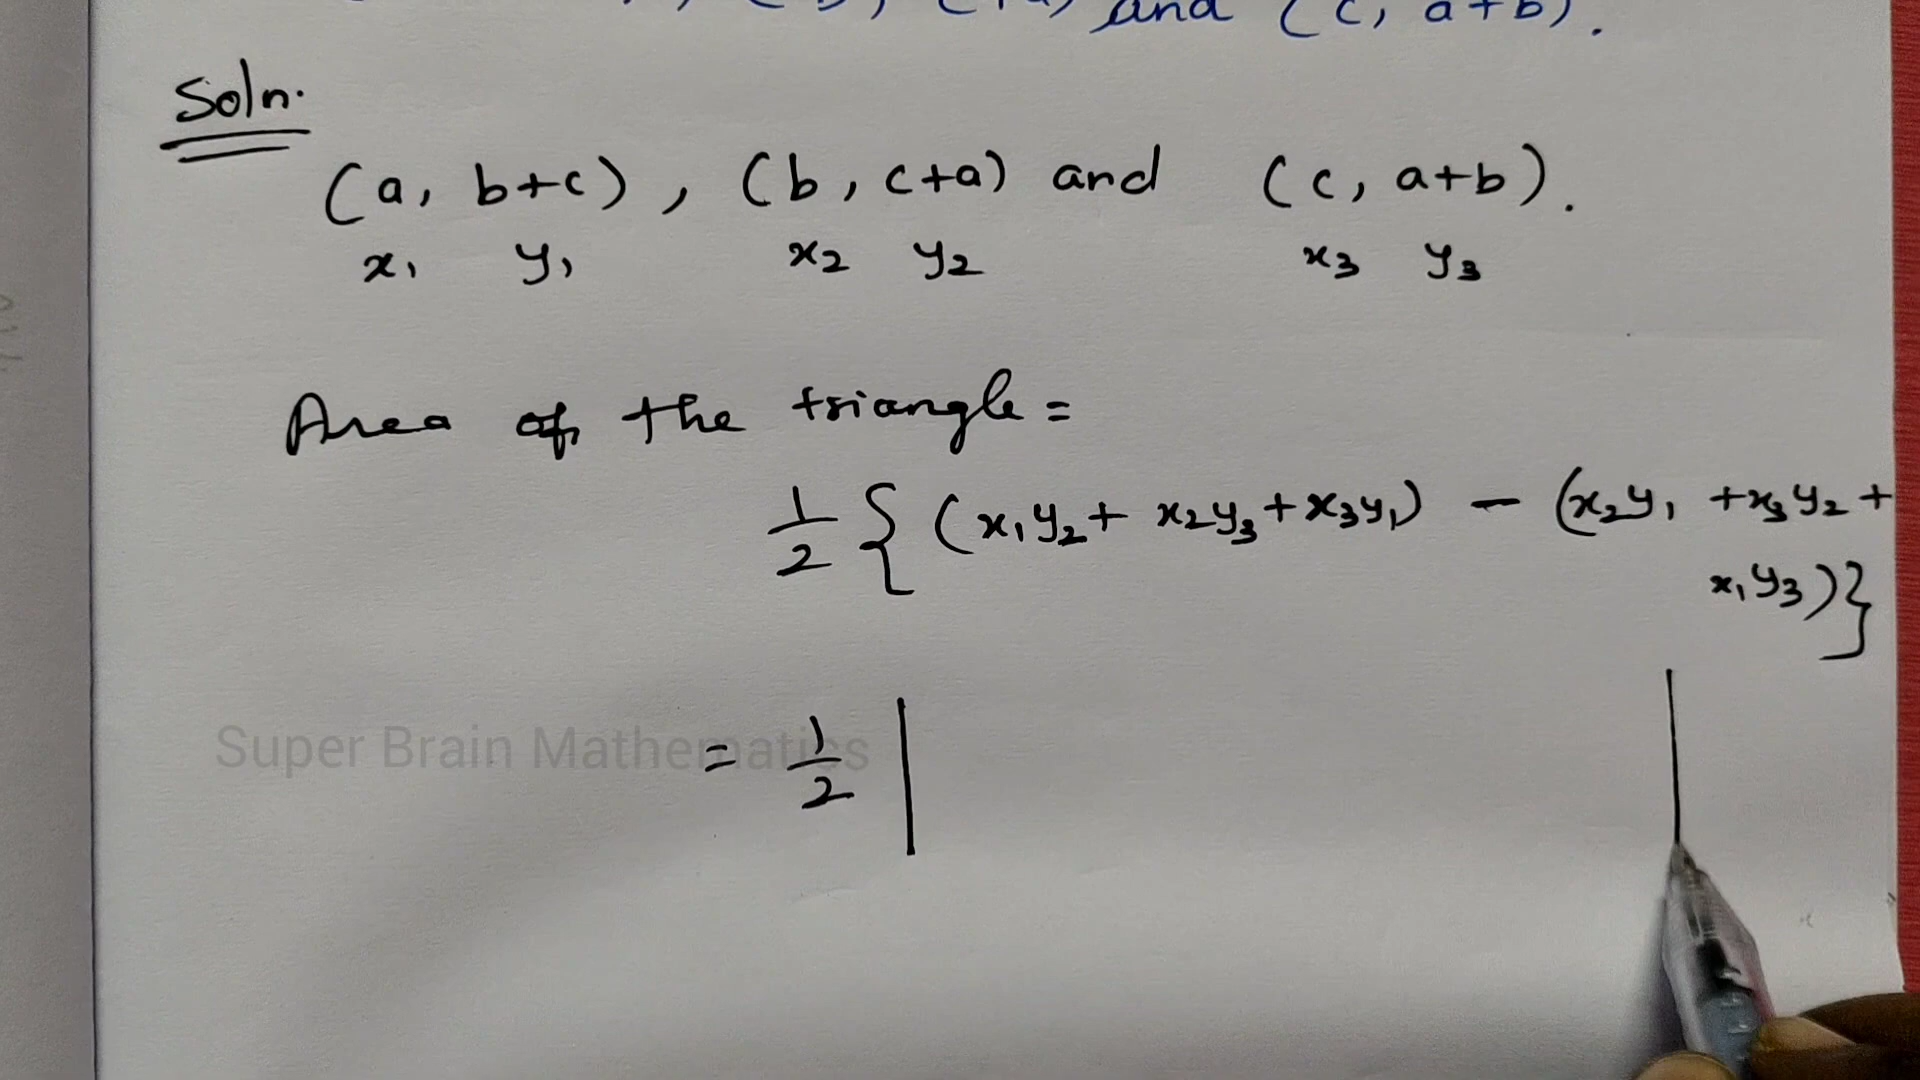 and (c, a+b).
Soln.
(a, b+c), (b, c+a) and (c, a+b).
x₁ y₁ x₂ y₂ x₃ y₃
Area of the triangle =
1/2 { (x₁y₂ + x₂y₃ + x₃y₁) - (x₂y₁ + x₃y₂ +
x₁y₃)}
Super Brain Mathematics
= 1/2 |